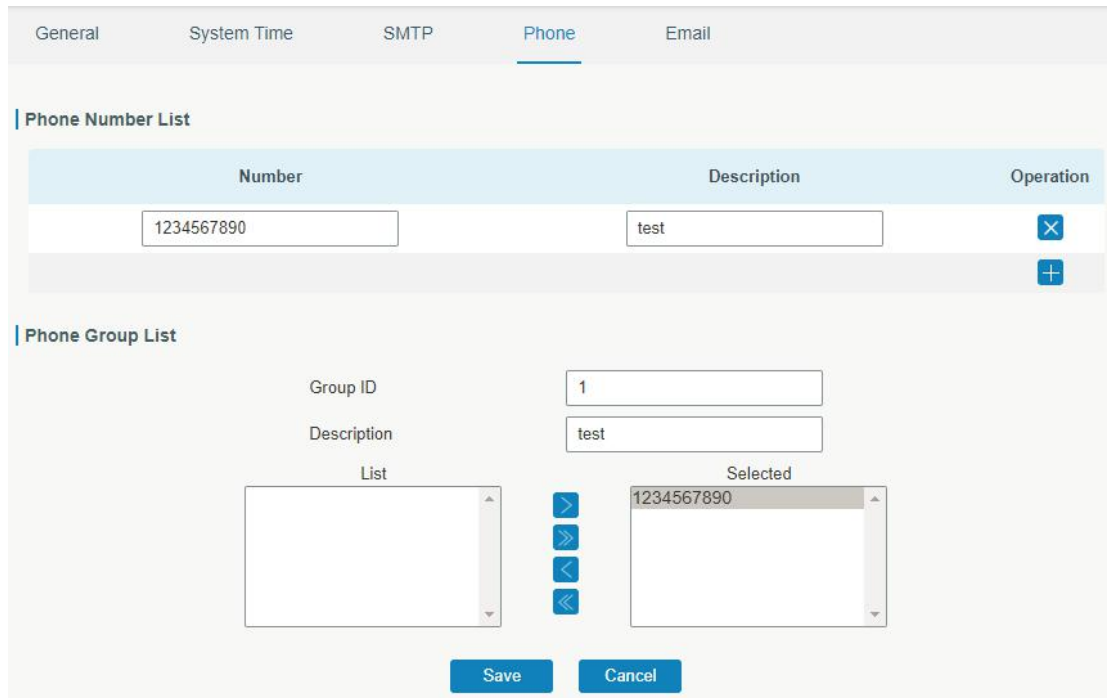 General System Time SMTP Phone Email
Phone Number List
Number Description Operation
1234567890 test
Phone Group List
Group ID 1
Description test
List Selected
1234567890
Save Cancel